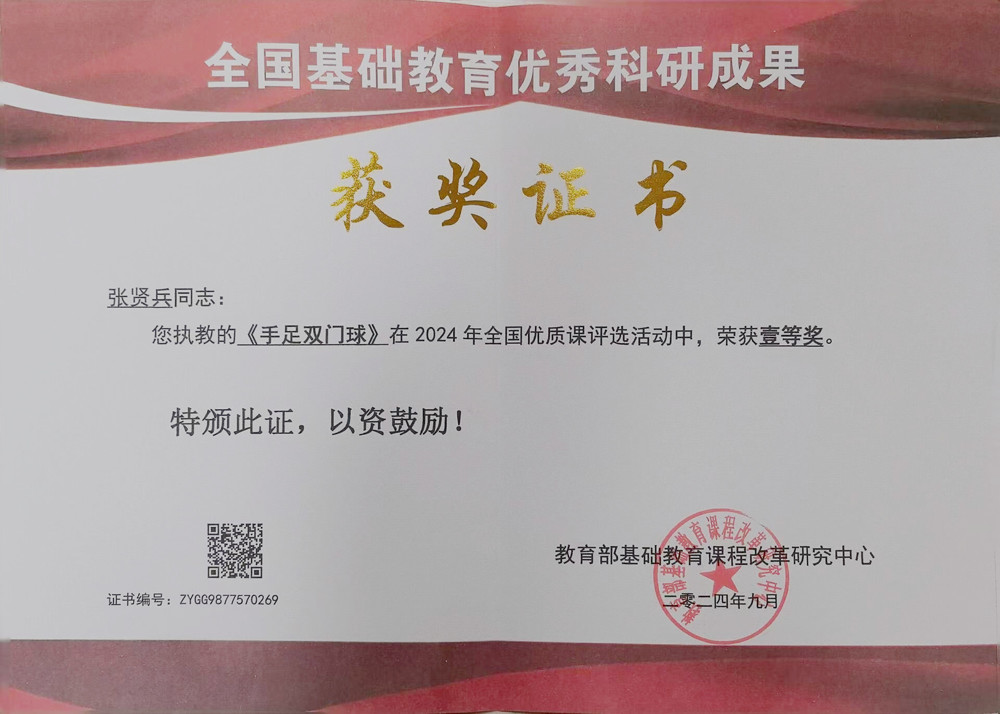 全国基础教育优秀科研成果
获奖证书
张贤兵同志：
您执教的《手足双门球》在2024年全国优质课评选活动中，荣获壹等奖。
特颁此证，以资鼓励！
教育部基础教育课程改革研究中心
二零二四年九月
证书编号：ZYGG9877570269